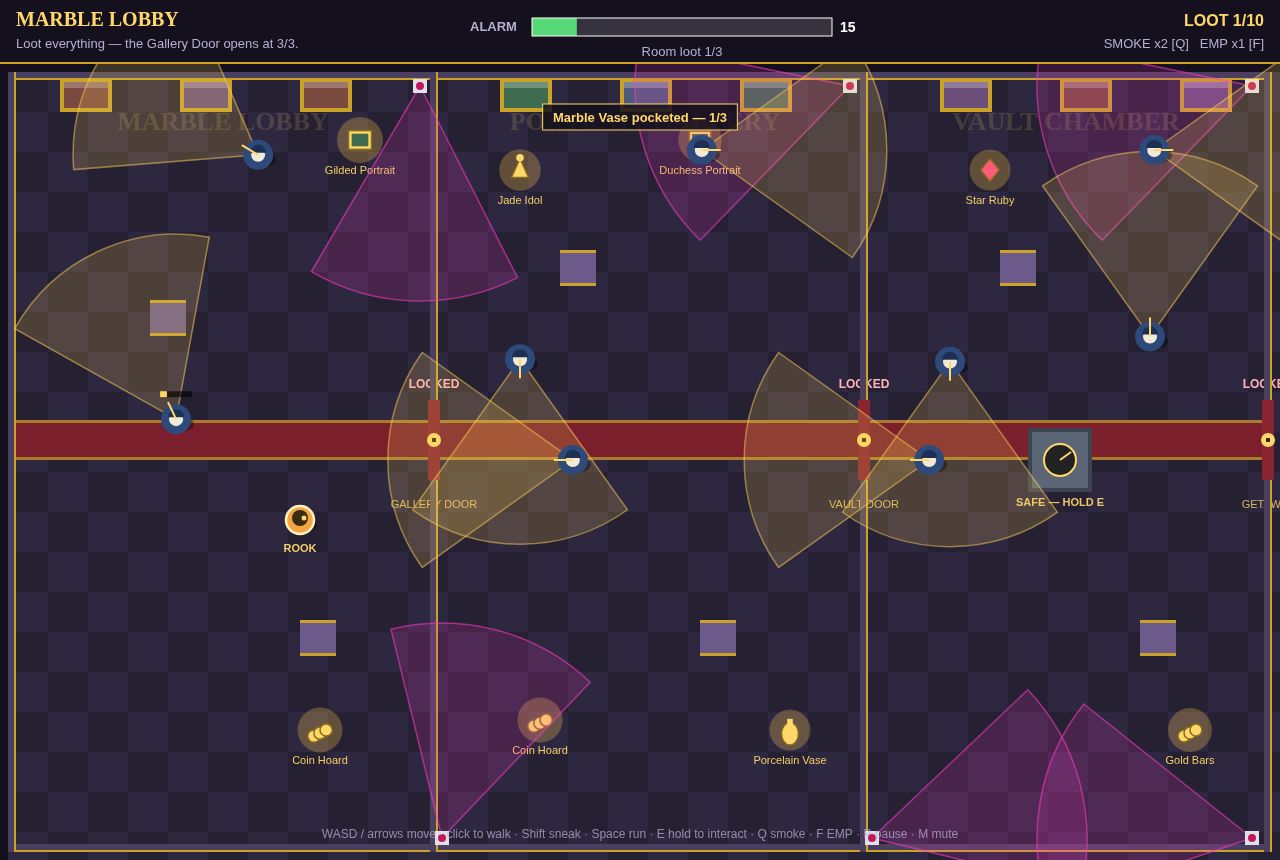 MARBLE LOBBY
Loot everything — the Gallery Door opens at 3/3.
ALARM 15
Room loot 1/3
LOOT 1/10
SMOKE x2 [Q] EMP x1 [F]
MARBLE LOBBY
VAULT CHAMBER
Marble Vase pocketed — 1/3
Gilded Portrait
Jade Idol
Duchess Portrait
Star Ruby
LOCKED
LOCKED
GALLERY DOOR
VAULT DOOR
SAFE — HOLD E
ROOK
Coin Hoard
Coin Hoard
Porcelain Vase
Gold Bars
WASD / arrows move · click to walk · Shift sneak · Space run · E hold to interact · Q smoke · F EMP · pause · M mute